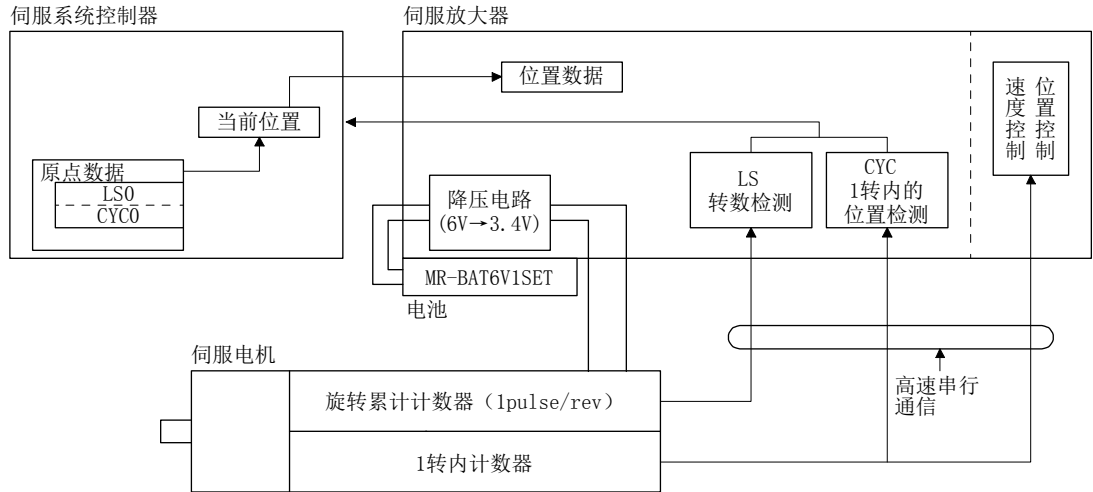 伺服系统控制器
伺服放大器
位置数据
当前位置
原点数据
LS0
CYC0
降压电路
(6V→3.4V)
MR-BAT6V1SET
电池
LS
转数检测
CYC
1转内的
位置检测
位置控制
速度控制
伺服电机
旋转累计计数器（1pulse/rev）
1转内计数器
高速串行
通信